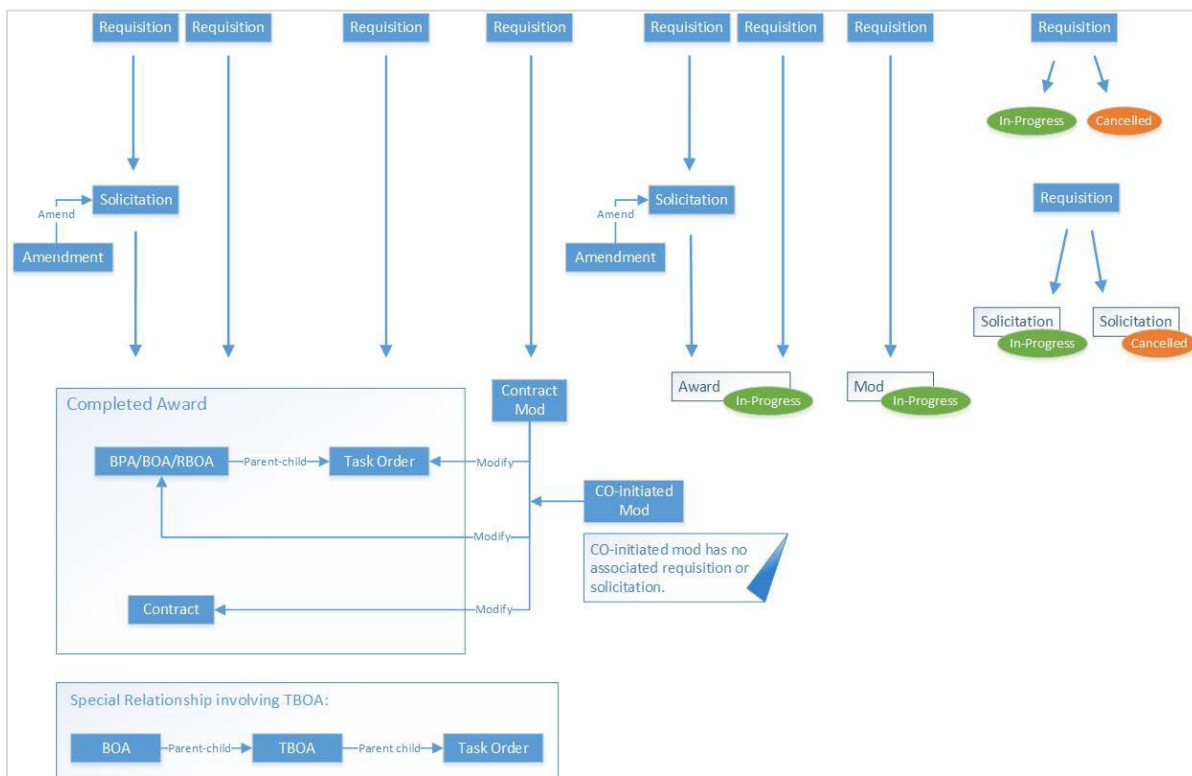 Requisition
Requisition
Requisition
Requisition
Requisition
Requisition
Requisition
Requisition
In-Progress
Cancelled
Solicitation
Amend
Amendment
Solicitation
Amend
Amendment
Requisition
Solicitation
In-Progress
Solicitation
Cancelled
Completed Award
Contract
Mod
Award
In-Progress
Mod
In-Progress
BPA/BOA/RBOA
Parent-child
Task Order
Modify
CO-initiated
Mod
Modify
CO-initiated mod has no
associated requisition or
solicitation.
Contract
Modify
Special Relationship involving TBOA:
BOA
Parent-child
TBOA
Parent child
Task Order